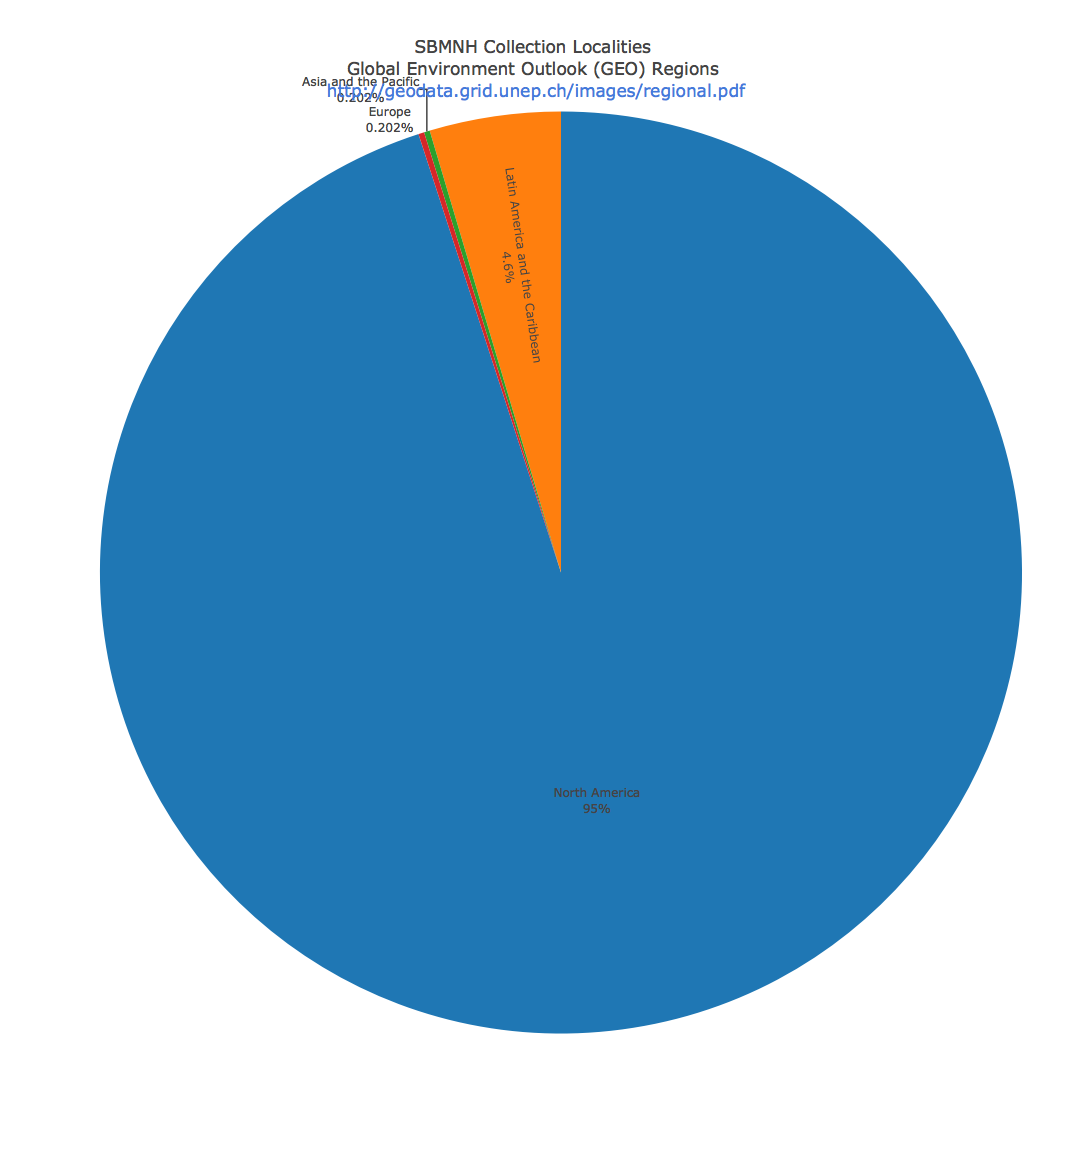 SBMNH Collection Localities
Global Environment Outlook (GEO) Regions
http://geodata.grid.unep.ch/images/regional.pdf
Asia and the Pacific
0.202%
Europe
0.202%
Latin America and the Caribbean
4.6%
North America
95%